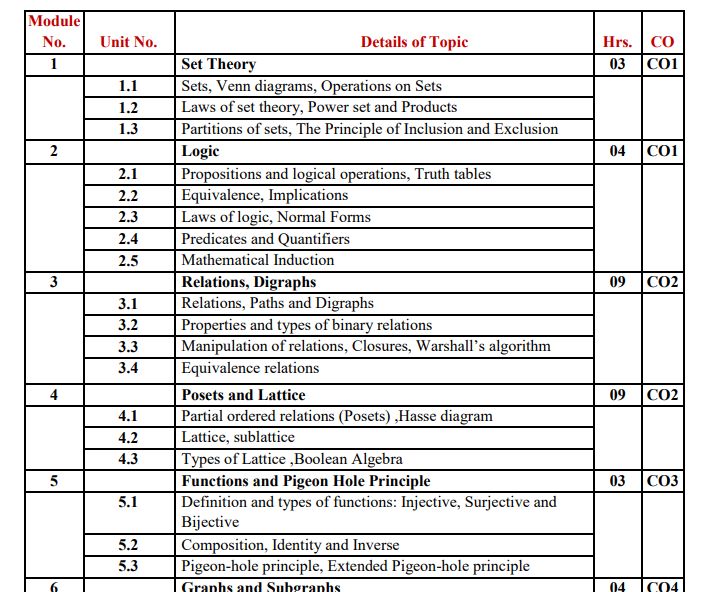 Module No. Unit No. Details of Topic Hrs. CO
1 Set Theory 03 CO1
1.1 Sets, Venn diagrams, Operations on Sets
1.2 Laws of set theory, Power set and Products
1.3 Partitions of sets, The Principle of Inclusion and Exclusion
2 Logic 04 CO1
2.1 Propositions and logical operations, Truth tables
2.2 Equivalence, Implications
2.3 Laws of logic, Normal Forms
2.4 Predicates and Quantifiers
2.5 Mathematical Induction
3 Relations, Digraphs 09 CO2
3.1 Relations, Paths and Digraphs
3.2 Properties and types of binary relations
3.3 Manipulation of relations, Closures, Warshall’s algorithm
3.4 Equivalence relations
4 Posets and Lattice 09 CO2
4.1 Partial ordered relations (Posets) ,Hasse diagram
4.2 Lattice, sublattice
4.3 Types of Lattice ,Boolean Algebra
5 Functions and Pigeon Hole Principle 03 CO3
5.1 Definition and types of functions: Injective, Surjective and
Bijective
5.2 Composition, Identity and Inverse
5.3 Pigeon-hole principle, Extended Pigeon-hole principle
6 Graphs and Subgraphs 04 CO4